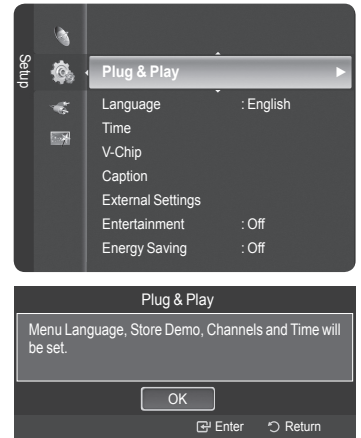 Setup
Plug & Play
Language : English
Time
V-Chip
Caption
External Settings
Entertainment : Off
Energy Saving : Off
Plug & Play
Menu Language, Store Demo, Channels and Time will
be set.
OK
Enter Return